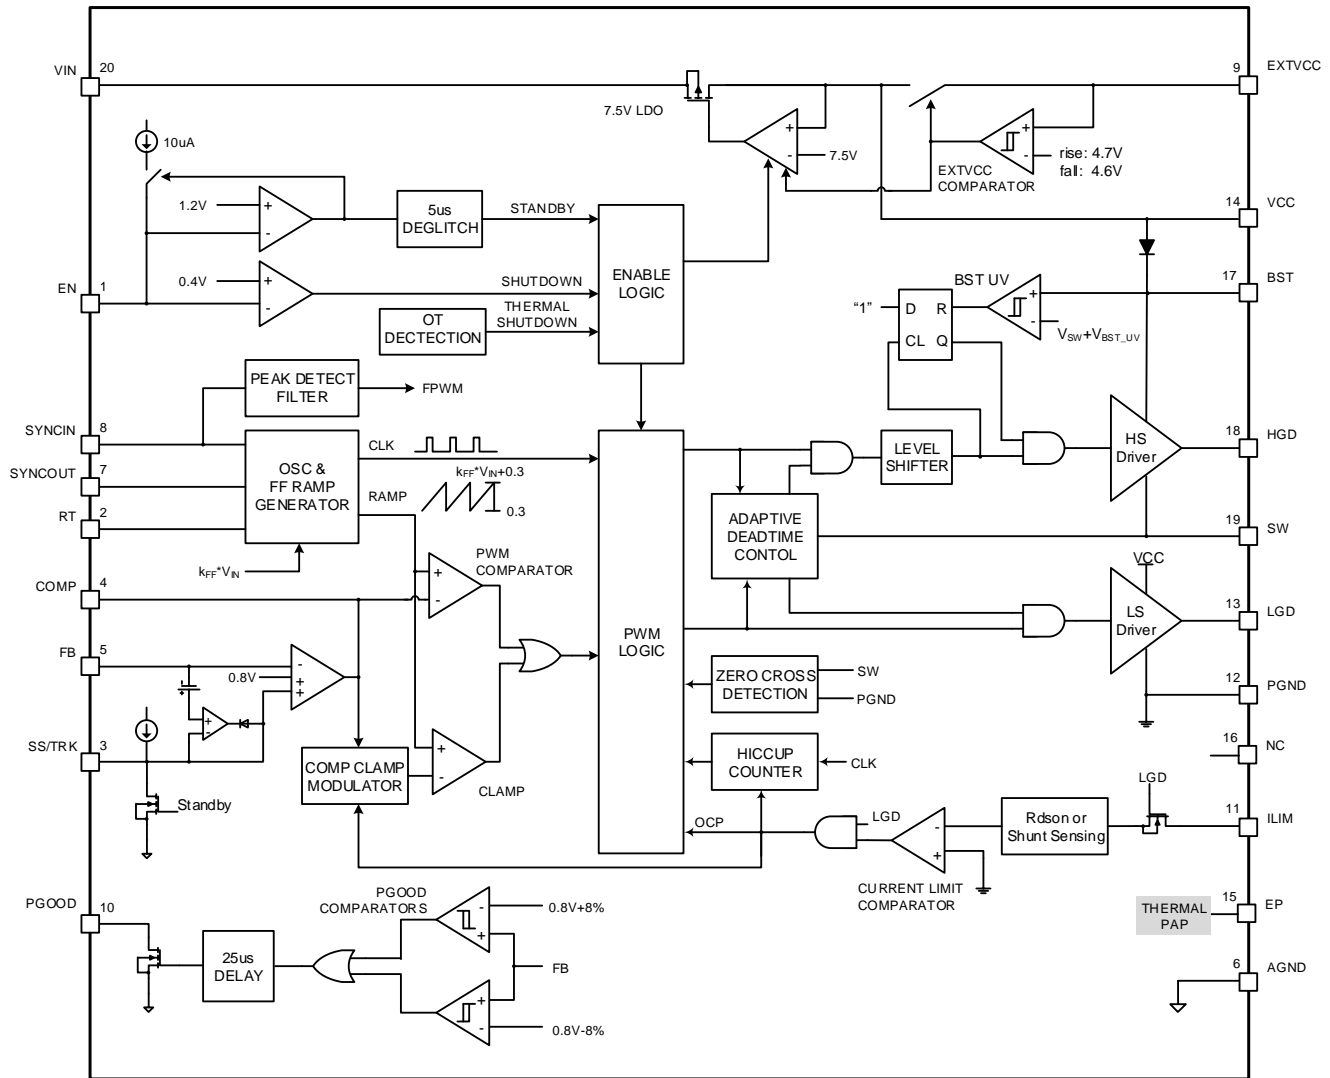 VIN
20
9
EXTVCC
7.5V LDO
+
-
7.5V
+
-
rise: 4.7V
fall: 4.6V
EXTVCC
COMPARATOR
10uA
1.2V
+
-
5us
DEGLITCH
STANDBY
14
VCC
EN
1
0.4V
+
-
SHUTDOWN
THERMAL
SHUTDOWN
OT
DECTECTION
ENABLE
LOGIC
BST UV
17
BST
"1"
D
R
CL
Q
+
-
VSW+VBST_UV
PEAK DETECT
FILTER
FPWM
SYNCIN
8
SYNCOUT
7
RT
2
OSC &
FF RAMP
GENERATOR
CLK
kFF*VIN+0.3
RAMP
0.3
kFF*VIN
LEVEL
SHIFTER
HS
Driver
18
HGD
ADAPTIVE
DEADTIME
CONTOL
19
SW
COMP
4
PWM
COMPARATOR
+
-
VCC
LS
Driver
13
LGD
PWM
LOGIC
FB
5
0.8V
-
+
+
+
-
ZERO CROSS
DETECTION
SW
PGND
12
PGND
SS/TRK
3
Standby
COMP CLAMP
MODULATOR
+
-
CLAMP
HICCUP
COUNTER
CLK
16
NC
OCP
LGD
-
+
CURRENT LIMIT
COMPARATOR
Rdson or
Shunt Sensing
LGD
11
ILIM
PGOOD
10
25us
DELAY
PGOOD
COMPARATORS
-
+
0.8V+8%
FB
+
-
0.8V-8%
THERMAL
PAP
15
EP
6
AGND